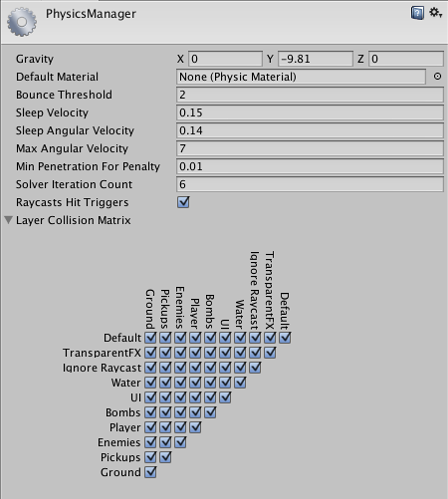 PhysicsManager
Gravity X 0 Y -9.81 Z 0
Default Material None (Physic Material)
Bounce Threshold 2
Sleep Velocity 0.15
Sleep Angular Velocity 0.14
Max Angular Velocity 7
Min Penetration For Penalty 0.01
Solver Iteration Count 6
Raycasts Hit Triggers
Layer Collision Matrix
Ground
Pickups
Enemies
Player
Bombs
UI
Water
Ignore Raycast
TransparentFX
Default
Default
TransparentFX
Ignore Raycast
Water
UI
Bombs
Player
Enemies
Pickups
Ground